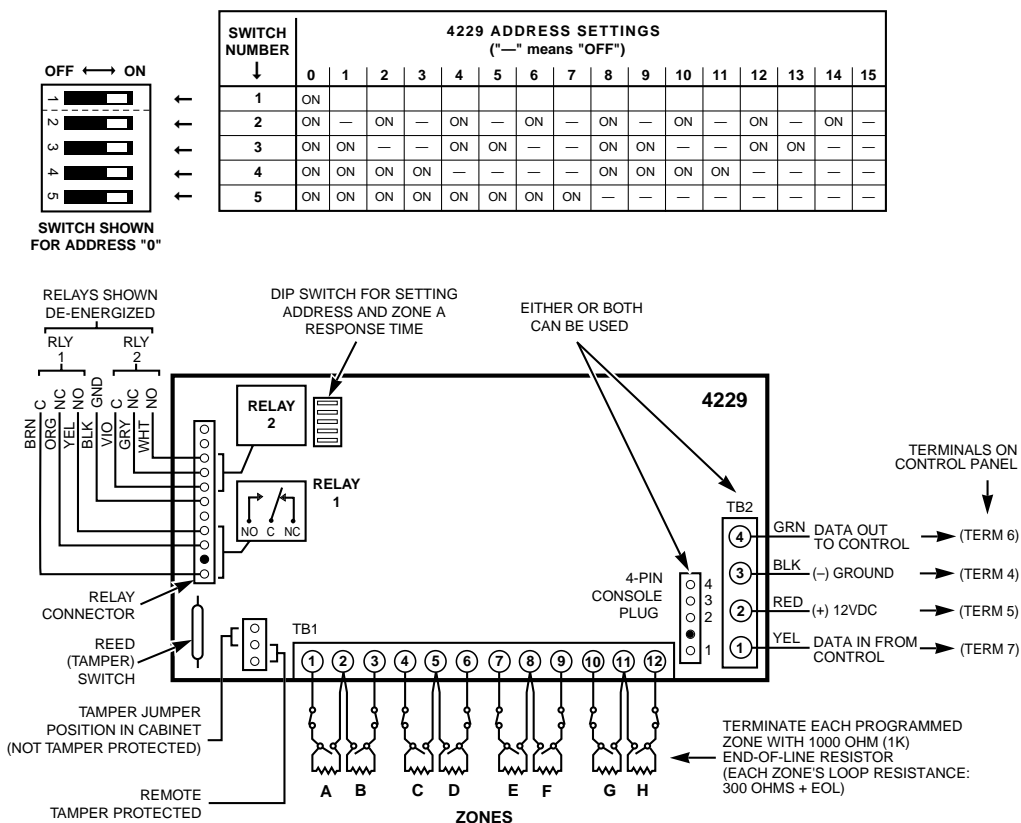 SWITCH NUMBER ↓
4229 ADDRESS SETTINGS
("—" means "OFF")
0 1 2 3 4 5 6 7 8 9 10 11 12 13 14 15
1 ON
2 ON — ON — ON — ON — ON — ON — ON — ON —
3 ON ON — — ON ON — — ON ON — — ON ON — —
4 ON ON ON ON — — — — ON ON ON ON — — — —
5 ON ON ON ON ON ON ON ON — — — — — — — —
OFF ←→ ON
1
2
3
4
5
SWITCH SHOWN
FOR ADDRESS "0"
RELAYS SHOWN
DE-ENERGIZED
RLY
1
RLY
2
BRN C
ORG NC
YEL NO
BLK GND
VIO C
GRY NC
WHT NO
DIP SWITCH FOR SETTING
ADDRESS AND ZONE A
RESPONSE TIME
EITHER OR BOTH
CAN BE USED
RELAY
2
4229
RELAY
1
NO C NC
TERMINALS ON
CONTROL PANEL
TB2
4 GRN DATA OUT
TO CONTROL (TERM 6)
3 BLK (–) GROUND (TERM 4)
2 RED (+) 12VDC (TERM 5)
1 YEL DATA IN FROM
CONTROL (TERM 7)
4-PIN
CONSOLE
PLUG
4
3
2
1
RELAY
CONNECTOR
REED
(TAMPER)
SWITCH
TB1
1 2 3 4 5 6 7 8 9 10 11 12
TAMPER JUMPER
POSITION IN CABINET
(NOT TAMPER PROTECTED)
REMOTE
TAMPER PROTECTED
A B C D E F G H
ZONES
TERMINATE EACH PROGRAMMED
ZONE WITH 1000 OHM (1K)
END-OF-LINE RESISTOR
(EACH ZONE'S LOOP RESISTANCE:
300 OHMS + EOL)